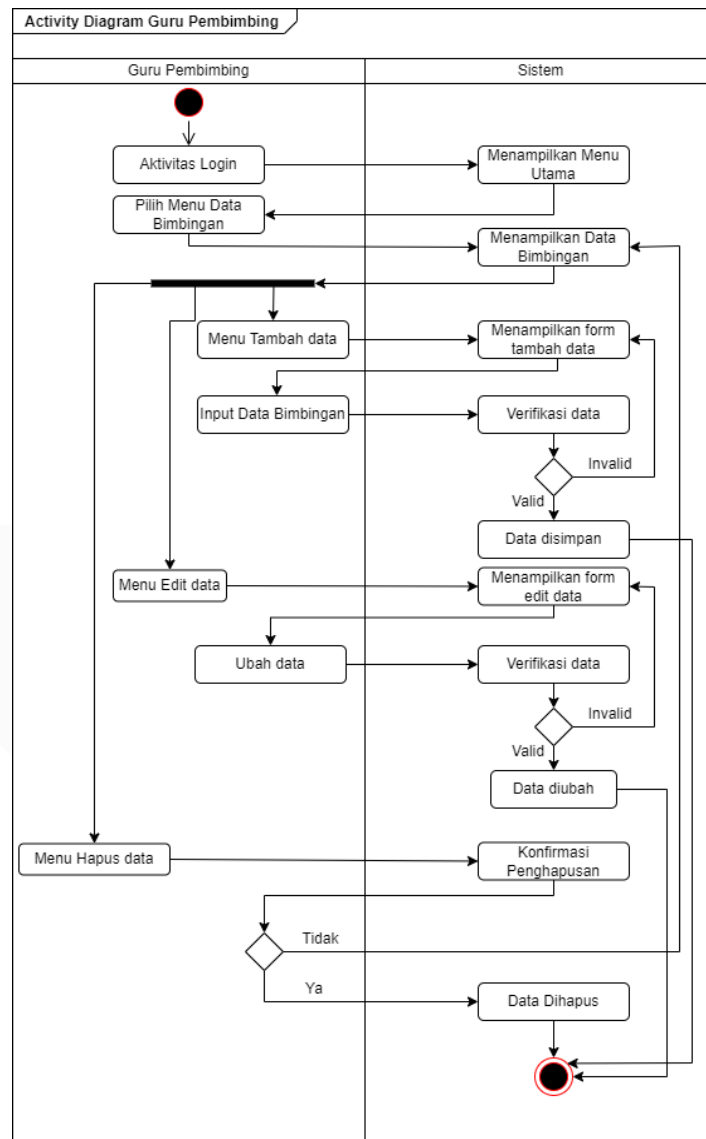 Activity Diagram Guru Pembimbing
Guru Pembimbing
Sistem
Aktivitas Login
Menampilkan Menu
Utama
Pilih Menu Data
Bimbingan
Menampilkan Data
Bimbingan
Menu Tambah data
Menampilkan form
tambah data
Input Data Bimbingan
Verifikasi data
Invalid
Valid
Data disimpan
Menu Edit data
Menampilkan form
edit data
Ubah data
Verifikasi data
Invalid
Valid
Data diubah
Menu Hapus data
Konfirmasi
Penghapusan
Tidak
Ya
Data Dihapus